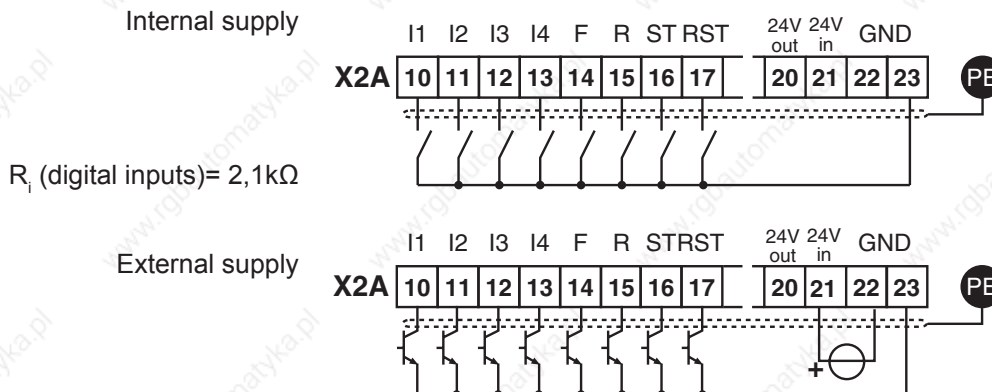 Internal supply
I1 I2 I3 I4 F R ST RST 24V out 24V in GND
X2A 10 11 12 13 14 15 16 17 20 21 22 23 PE
R_i (digital inputs)= 2,1kΩ
External supply
I1 I2 I3 I4 F R STRST 24V out 24V in GND
X2A 10 11 12 13 14 15 16 17 20 21 22 23 PE
+
www.rgbautomatyka.pl